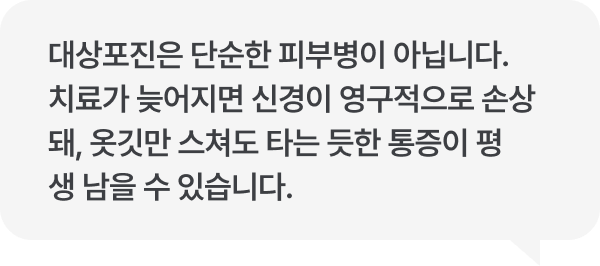 대상포진은 단순한 피부병이 아닙니다.
치료가 늦어지면 신경이 영구적으로 손상
돼, 옷깃만 스쳐도 타는 듯한 통증이 평
생 남을 수 있습니다.